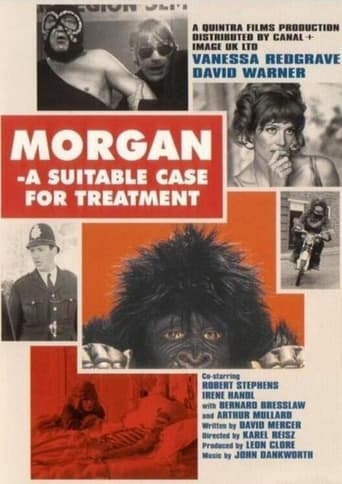 A QUINTRA FILMS PRODUCTION
DISTRIBUTED BY CANAL +
IMAGE UK LTD
VANESSA REDGRAVE
DAVID WARNER
MORGAN
-A SUITABLE CASE
FOR TREATMENT
Co-starring
ROBERT STEPHENS
IRENE HANDL
with BERNARD BRESSLAW
and ARTHUR MULLARD
Written by DAVID MERCER
Directed by KAREL REISZ
Produced by LEON CLORE
Music by JOHN DANKWORTH